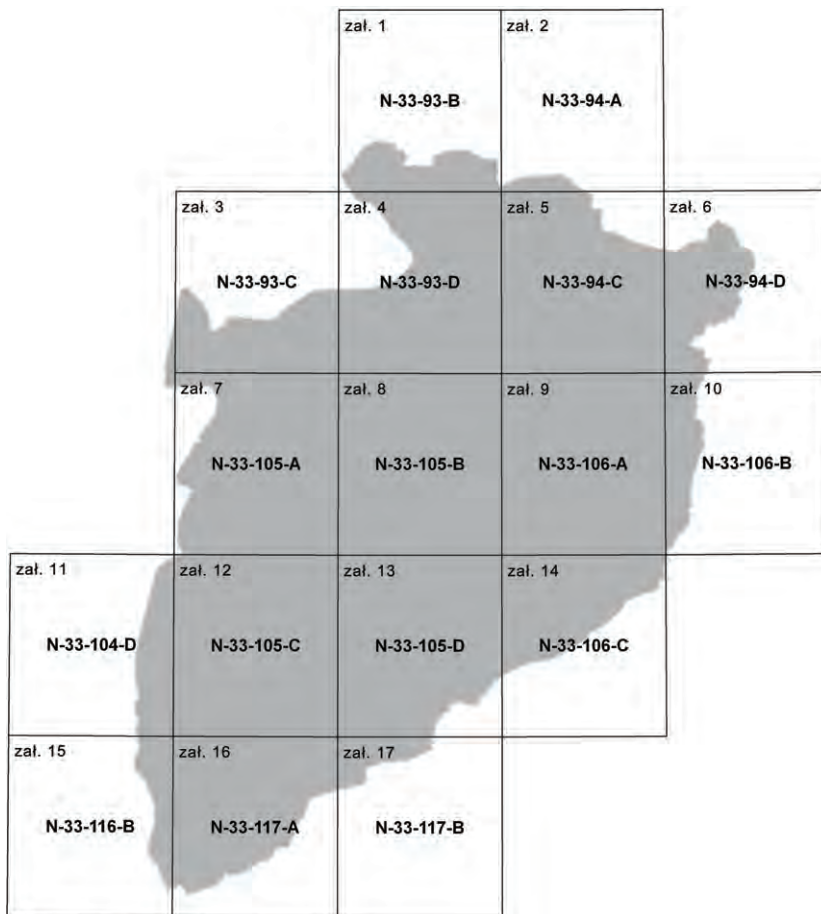 zał. 1
zał. 2
N-33-93-B
N-33-94-A
zał. 3
zał. 4
zał. 5
zał. 6
N-33-93-C
N-33-93-D
N-33-94-C
N-33-94-D
zał. 7
zał. 8
zał. 9
zał. 10
N-33-105-A
N-33-105-B
N-33-106-A
N-33-106-B
zał. 11
zał. 12
zał. 13
zał. 14
N-33-104-D
N-33-105-C
N-33-105-D
N-33-106-C
zał. 15
zał. 16
zał. 17
N-33-116-B
N-33-117-A
N-33-117-B